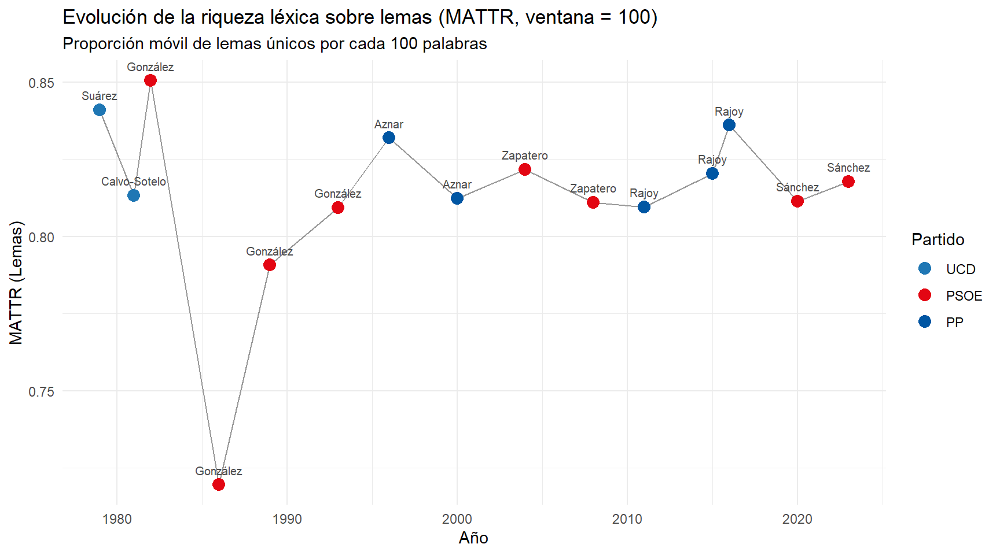 Evolución de la riqueza léxica sobre lemas (MATTR, ventana = 100)
Proporción móvil de lemas únicos por cada 100 palabras
MATTR (Lemas)
0.85
0.80
0.75
Suárez
Calvo-Sotelo
González
González
González
González
Aznar
Aznar
Zapatero
Zapatero
Rajoy
Rajoy
Rajoy
Sánchez
Sánchez
1980
1990
2000
2010
2020
Año
Partido
UCD
PSOE
PP